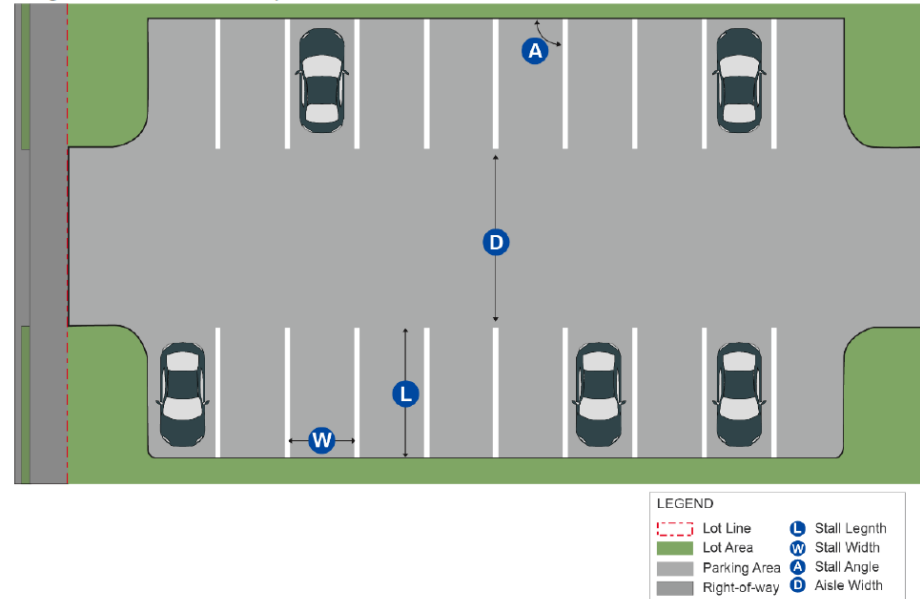 A
D
L
W
LEGEND
Lot Line
L Stall Legnth
Lot Area
W Stall Width
Parking Area
A Stall Angle
Right-of-way
D Aisle Width